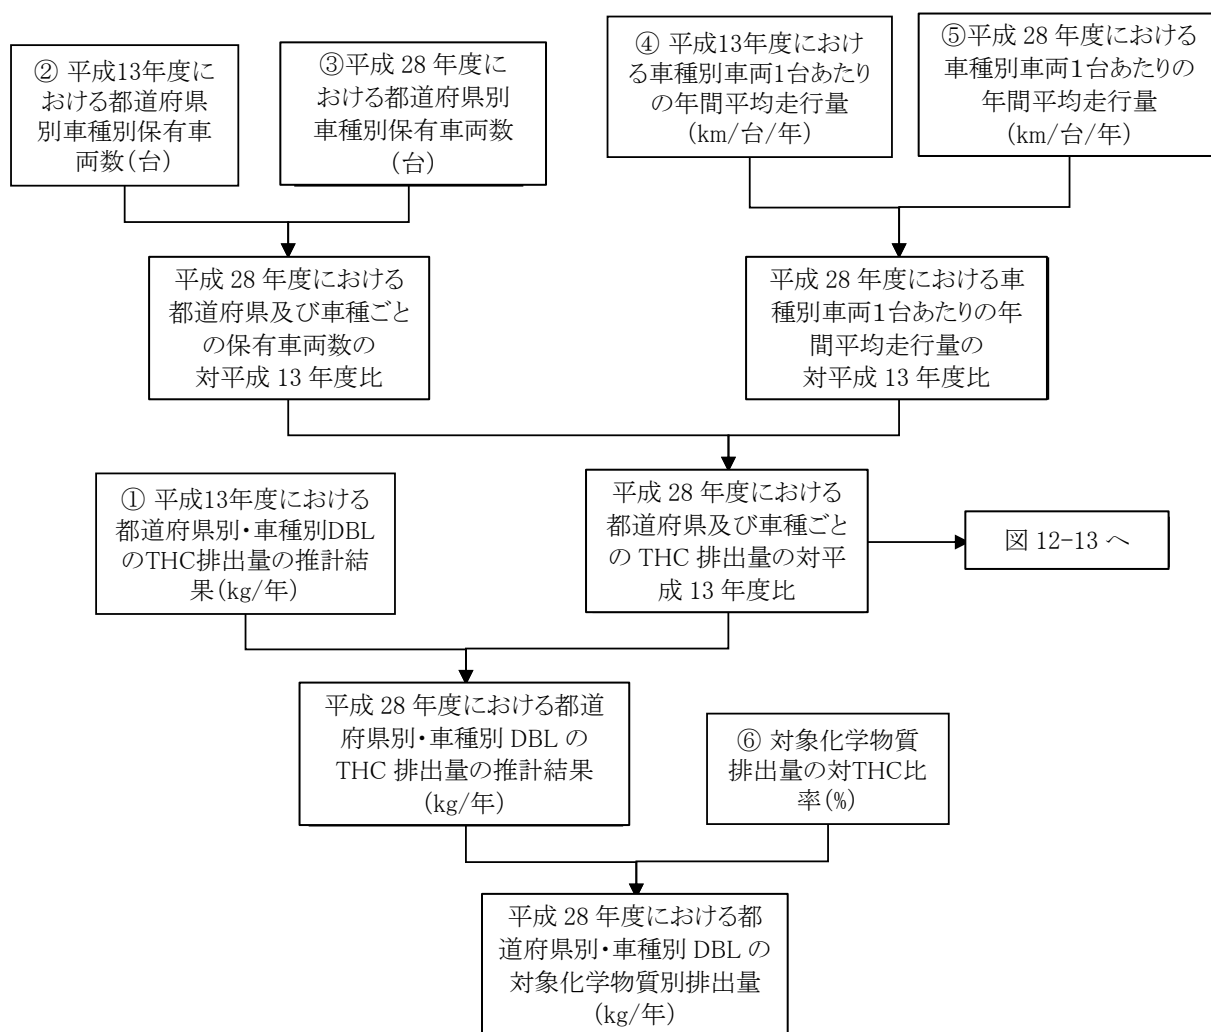 ② 平成13年度に
おける都道府県
別車種別保有車
両数(台)
③平成 28 年度に
おける都道府県別
車種別保有車両数
(台)
④ 平成13年度におけ
る車種別車両1台あたり
の年間平均走行量
(km/台/年)
⑤平成 28 年度における
車種別車両1台あたりの
年間平均走行量
(km/台/年)
平成 28 年度における
都道府県及び車種ごと
の保有車両数の
対平成 13 年度比
平成 28 年度における車
種別車両1台あたりの年
間平均走行量の
対平成 13 年度比
① 平成13年度における
都道府県別・車種別DBL
のTHC排出量の推計結
果(kg/年)
平成 28 年度における
都道府県及び車種ごと
の THC 排出量の対平
成 13 年度比
図 12-13 へ
平成 28 年度における都道
府県別・車種別 DBL の
THC 排出量の推計結果
(kg/年)
⑥ 対象化学物質
排出量の対THC比
率(%)
平成 28 年度における都
道府県別・車種別 DBL の
対象化学物質別排出量
(kg/年)